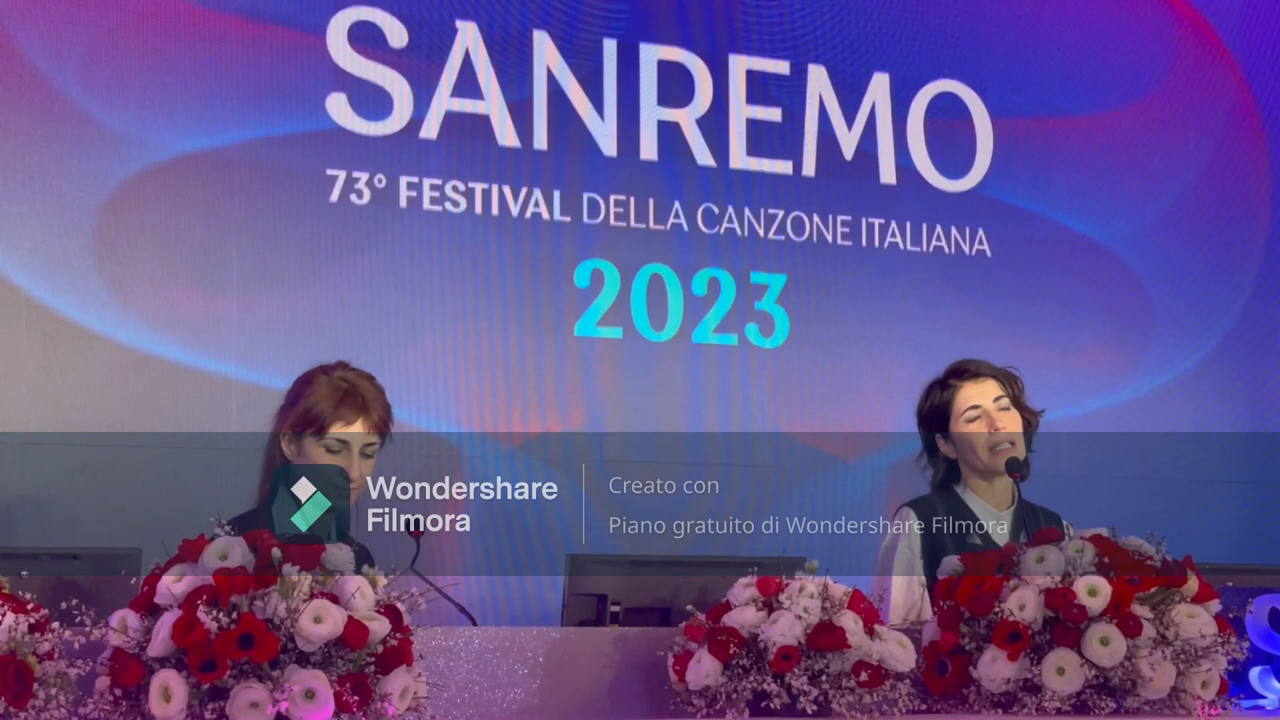 SANREMO
73° FESTIVAL DELLA CANZONE ITALIANA
2023
Wondershare
Filmora
Creato con
Piano gratuito di Wondershare Filmora